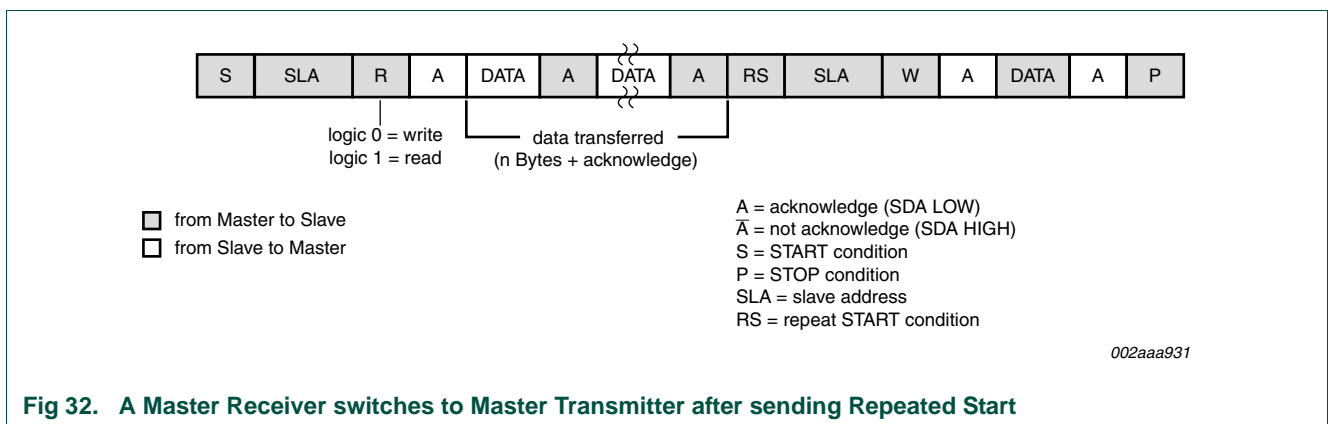 S SLA R A DATA A DATA A RS SLA W A DATA A P
logic 0 = write
logic 1 = read
data transferred
(n Bytes + acknowledge)
from Master to Slave
from Slave to Master
A = acknowledge (SDA LOW)
A̅ = not acknowledge (SDA HIGH)
S = START condition
P = STOP condition
SLA = slave address
RS = repeat START condition
002aaa931
Fig 32. A Master Receiver switches to Master Transmitter after sending Repeated Start